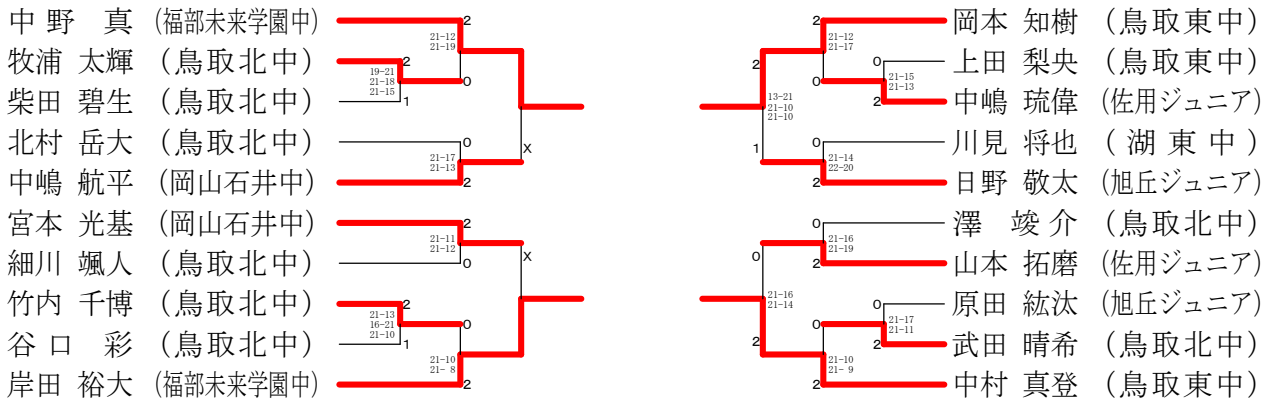 中野 真 (福部未来学園中) 2 2 岡本 知樹 (鳥取東中)
21-12 21-12
21-19 21-17
牧浦 太輝 (鳥取北中) 2 0 2 0 0 上田 梨央 (鳥取東中)
19-21 21-15
21-18 21-13
21-15
柴田 碧生 (鳥取北中) 1 13-21 2 中嶋 琉偉 (佐用ジュニア)
21-10
21-10
北村 岳大 (鳥取北中) 0 X 1 0 川見 将也 (湖東中)
21-17 21-14
21-13 22-20
中嶋 航平 (岡山石井中) 2 2 日野 敬太 (旭丘ジュニア)
宮本 光基 (岡山石井中) 2 0 澤 竣介 (鳥取北中)
21-11 21-16
21-12 21-19
細川 颯人 (鳥取北中) 0 X 0 2 山本 拓磨 (佐用ジュニア)
竹内 千博 (鳥取北中) 2 0 21-16 0 0 原田 紘汰 (旭丘ジュニア)
21-14
21-13 21-17
16-21 21-11
21-10
谷口 彩 (鳥取北中) 1 2 2 武田 晴希 (鳥取北中)
21-10 21-10
21- 8 21- 9
岸田 裕大 (福部未来学園中) 2 2 中村 真登 (鳥取東中)